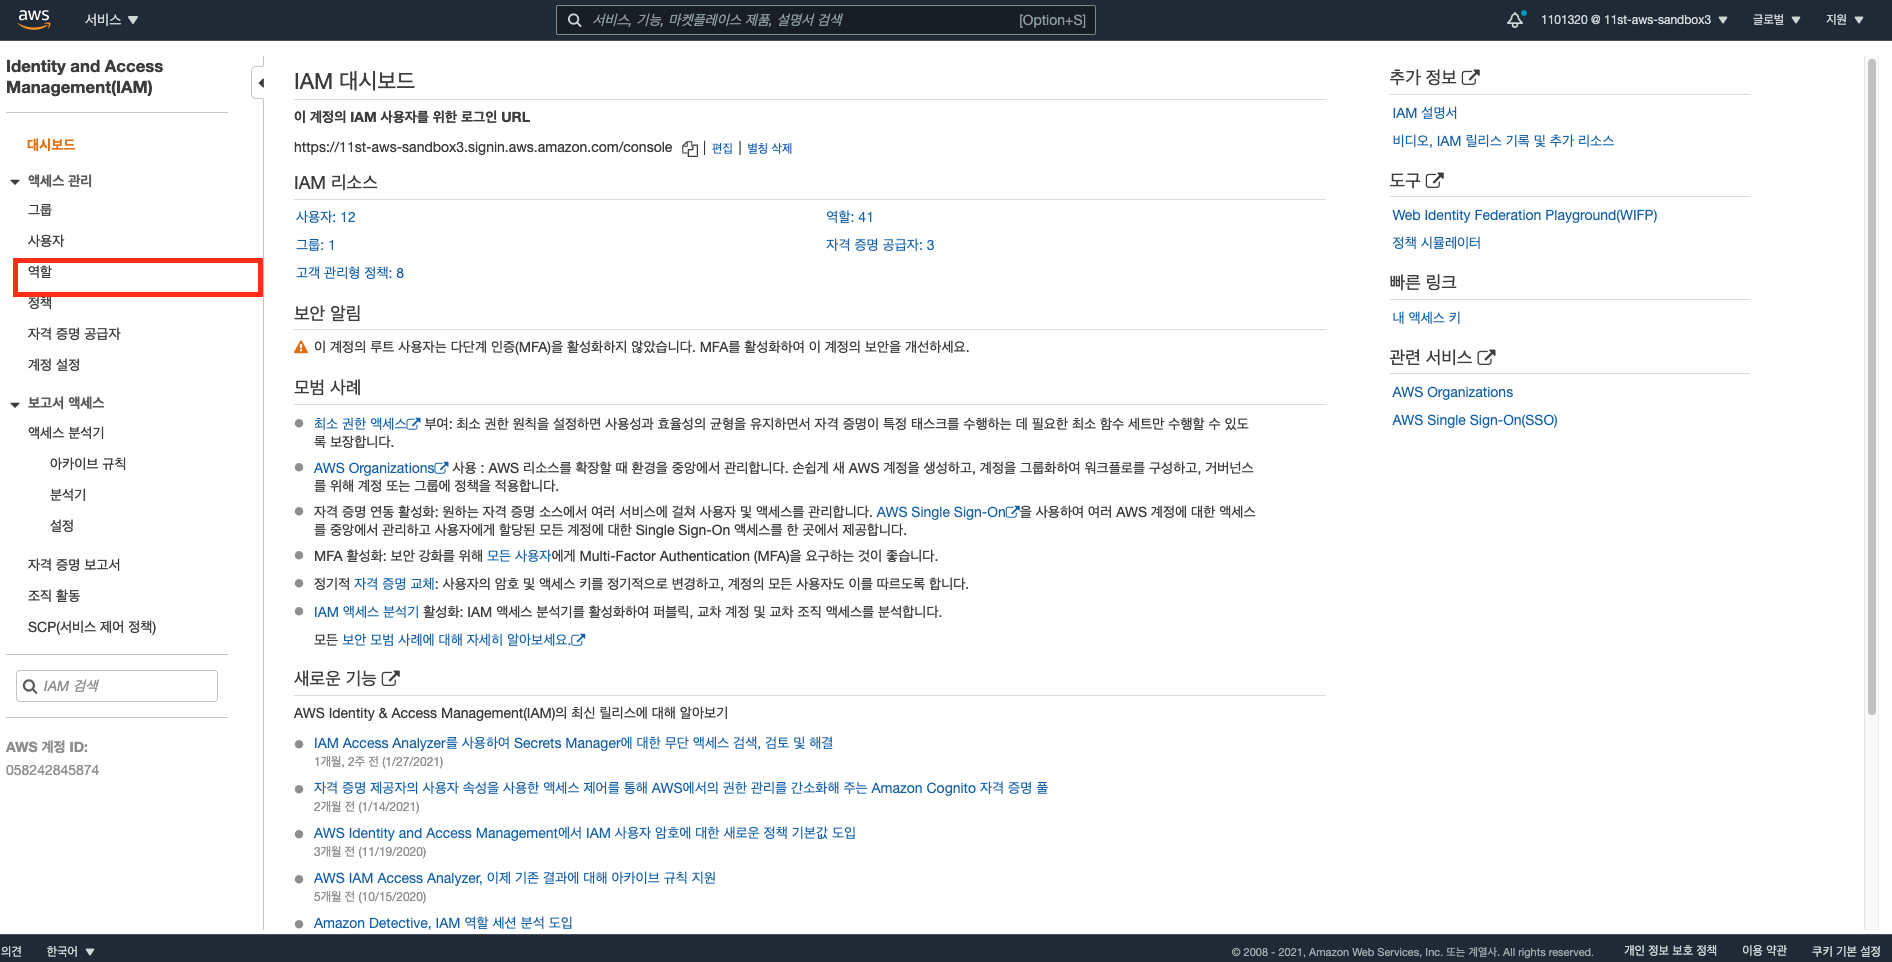 aws
서비스
서비스, 기능, 마켓플레이스 제품, 설명서 검색 [Option+S]
1101320 @ 11st-aws-sandbox3
글로벌
지원
Identity and Access
Management(IAM)
대시보드
액세스 관리
그룹
사용자
역할
정책
자격 증명 공급자
계정 설정
보고서 액세스
액세스 분석기
아카이브 규칙
분석기
설정
자격 증명 보고서
조직 활동
SCP(서비스 제어 정책)
IAM 검색
AWS 계정 ID:
058242845874
IAM 대시보드
이 계정의 IAM 사용자를 위한 로그인 URL
https://11st-aws-sandbox3.signin.aws.amazon.com/console | 편집 | 별칭 삭제
IAM 리소스
사용자: 12
역할: 41
그룹: 1
자격 증명 공급자: 3
고객 관리형 정책: 8
보안 알림
이 계정의 루트 사용자는 다단계 인증(MFA)을 활성화하지 않았습니다. MFA를 활성화하여 이 계정의 보안을 개선하세요.
모범 사례
최소 권한 액세스 부여: 최소 권한 원칙을 설정하면 사용성과 효율성의 균형을 유지하면서 자격 증명이 특정 태스크를 수행하는 데 필요한 최소 함수 세트만 수행할 수 있도
록 보장합니다.
AWS Organizations 사용 : AWS 리소스를 확장할 때 환경을 중앙에서 관리합니다. 손쉽게 새 AWS 계정을 생성하고, 계정을 그룹화하여 워크플로를 구성하고, 거버넌스
를 위해 계정 또는 그룹에 정책을 적용합니다.
자격 증명 연동 활성화: 원하는 자격 증명 소스에서 여러 서비스에 걸쳐 사용자 및 액세스를 관리합니다. AWS Single Sign-On을 사용하여 여러 AWS 계정에 대한 액세스
를 중앙에서 관리하고 사용자에게 할당된 모든 계정에 대한 Single Sign-On 액세스를 한 곳에서 제공합니다.
MFA 활성화: 보안 강화를 위해 모든 사용자에게 Multi-Factor Authentication (MFA)을 요구하는 것이 좋습니다.
정기적 자격 증명 교체: 사용자의 암호 및 액세스 키를 정기적으로 변경하고, 계정의 모든 사용자도 이를 따르도록 합니다.
IAM 액세스 분석기 활성화: IAM 액세스 분석기를 활성화하여 퍼블릭, 교차 계정 및 교차 조직 액세스를 분석합니다.
모든 보안 모범 사례에 대해 자세히 알아보세요.
새로운 기능
AWS Identity & Access Management(IAM)의 최신 릴리스에 대해 알아보기
IAM Access Analyzer를 사용하여 Secrets Manager에 대한 무단 액세스 검색, 검토 및 해결
1개월, 2주 전 (1/27/2021)
자격 증명 제공자의 사용자 속성을 사용한 액세스 제어를 통해 AWS에서의 권한 관리를 간소화해 주는 Amazon Cognito 자격 증명 풀
2개월 전 (1/14/2021)
AWS Identity and Access Management에서 IAM 사용자 암호에 대한 새로운 정책 기본값 도입
3개월 전 (11/19/2020)
AWS IAM Access Analyzer, 이제 기존 결과에 대해 아카이브 규칙 지원
5개월 전 (10/15/2020)
Amazon Detective, IAM 역할 세션 분석 도입
추가 정보
IAM 설명서
비디오, IAM 릴리스 기록 및 추가 리소스
도구
Web Identity Federation Playground(WIFP)
정책 시뮬레이터
빠른 링크
내 액세스 키
관련 서비스
AWS Organizations
AWS Single Sign-On(SSO)
의견
한국어
© 2008 - 2021, Amazon Web Services, Inc. 또는 계열사. All rights reserved.
개인 정보 보호 정책
이용 약관
쿠키 기본 설정